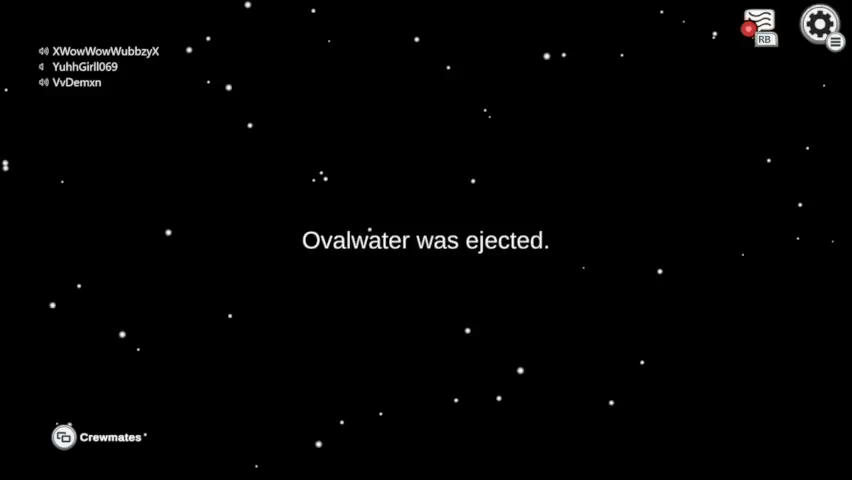 XWowWowWubbzyX
YuhhGirll069
VvDemxn
RB
Ovalwater was ejected.
Crewmates